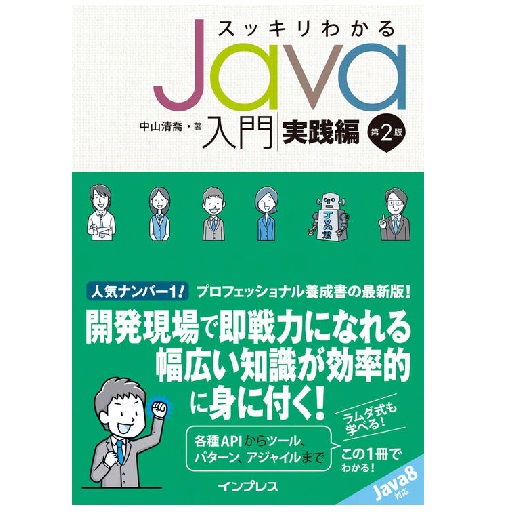 スッキリわかる
Java
中山清喬・著
入門 実践編 第2版
人気ナンバー1! プロフェッショナル養成書の最新版!
開発現場で即戦力になれる
幅広い知識が効率的
に身に付く!
ラムダ式も
学べる!
各種APIからツール、
パターン、アジャイルまで
この1冊で
わかる!
インプレス
Java8
対応